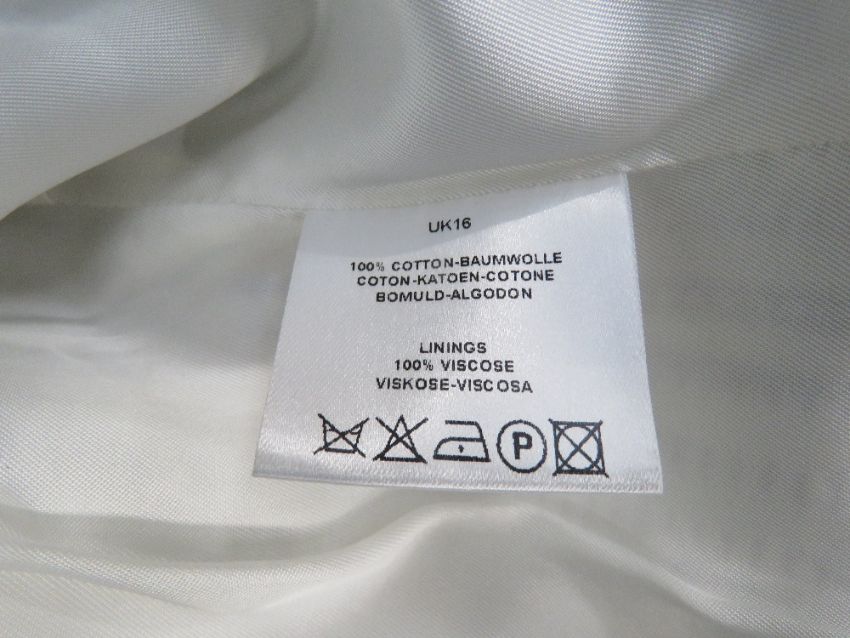 UK16
100% COTTON-BAUMWOLLE
COTON-KATOEN-COTONE
BOMULD-ALGODON
LININGS
100% VISCOSE
VISKOSE-VISCOSA
P